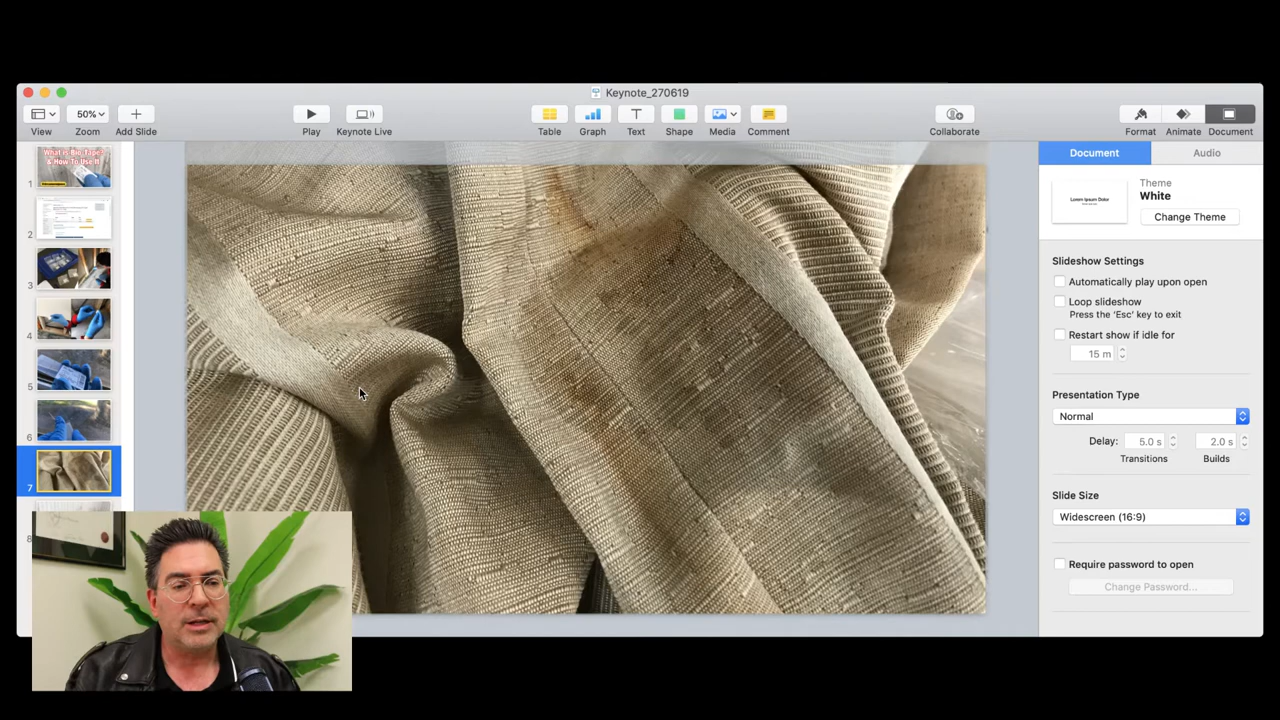 Keynote_270619
50%
View
Zoom
Add Slide
Play
Keynote Live
Table
Graph
Text
Shape
Media
Comment
Collaborate
Format
Animate
Document
Document
Audio
Theme
White
Change Theme
Lorem Ipsum Dolor
Slideshow Settings
Automatically play upon open
Loop slideshow
Press the 'Esc' key to exit
Restart show if idle for
15 m
Presentation Type
Normal
Delay:
5.0 s
2.0 s
Transitions
Builds
Slide Size
Widescreen (16:9)
Require password to open
Change Password...
What is Bio-Tape
& How To Use It
1
2
3
4
5
6
7
8